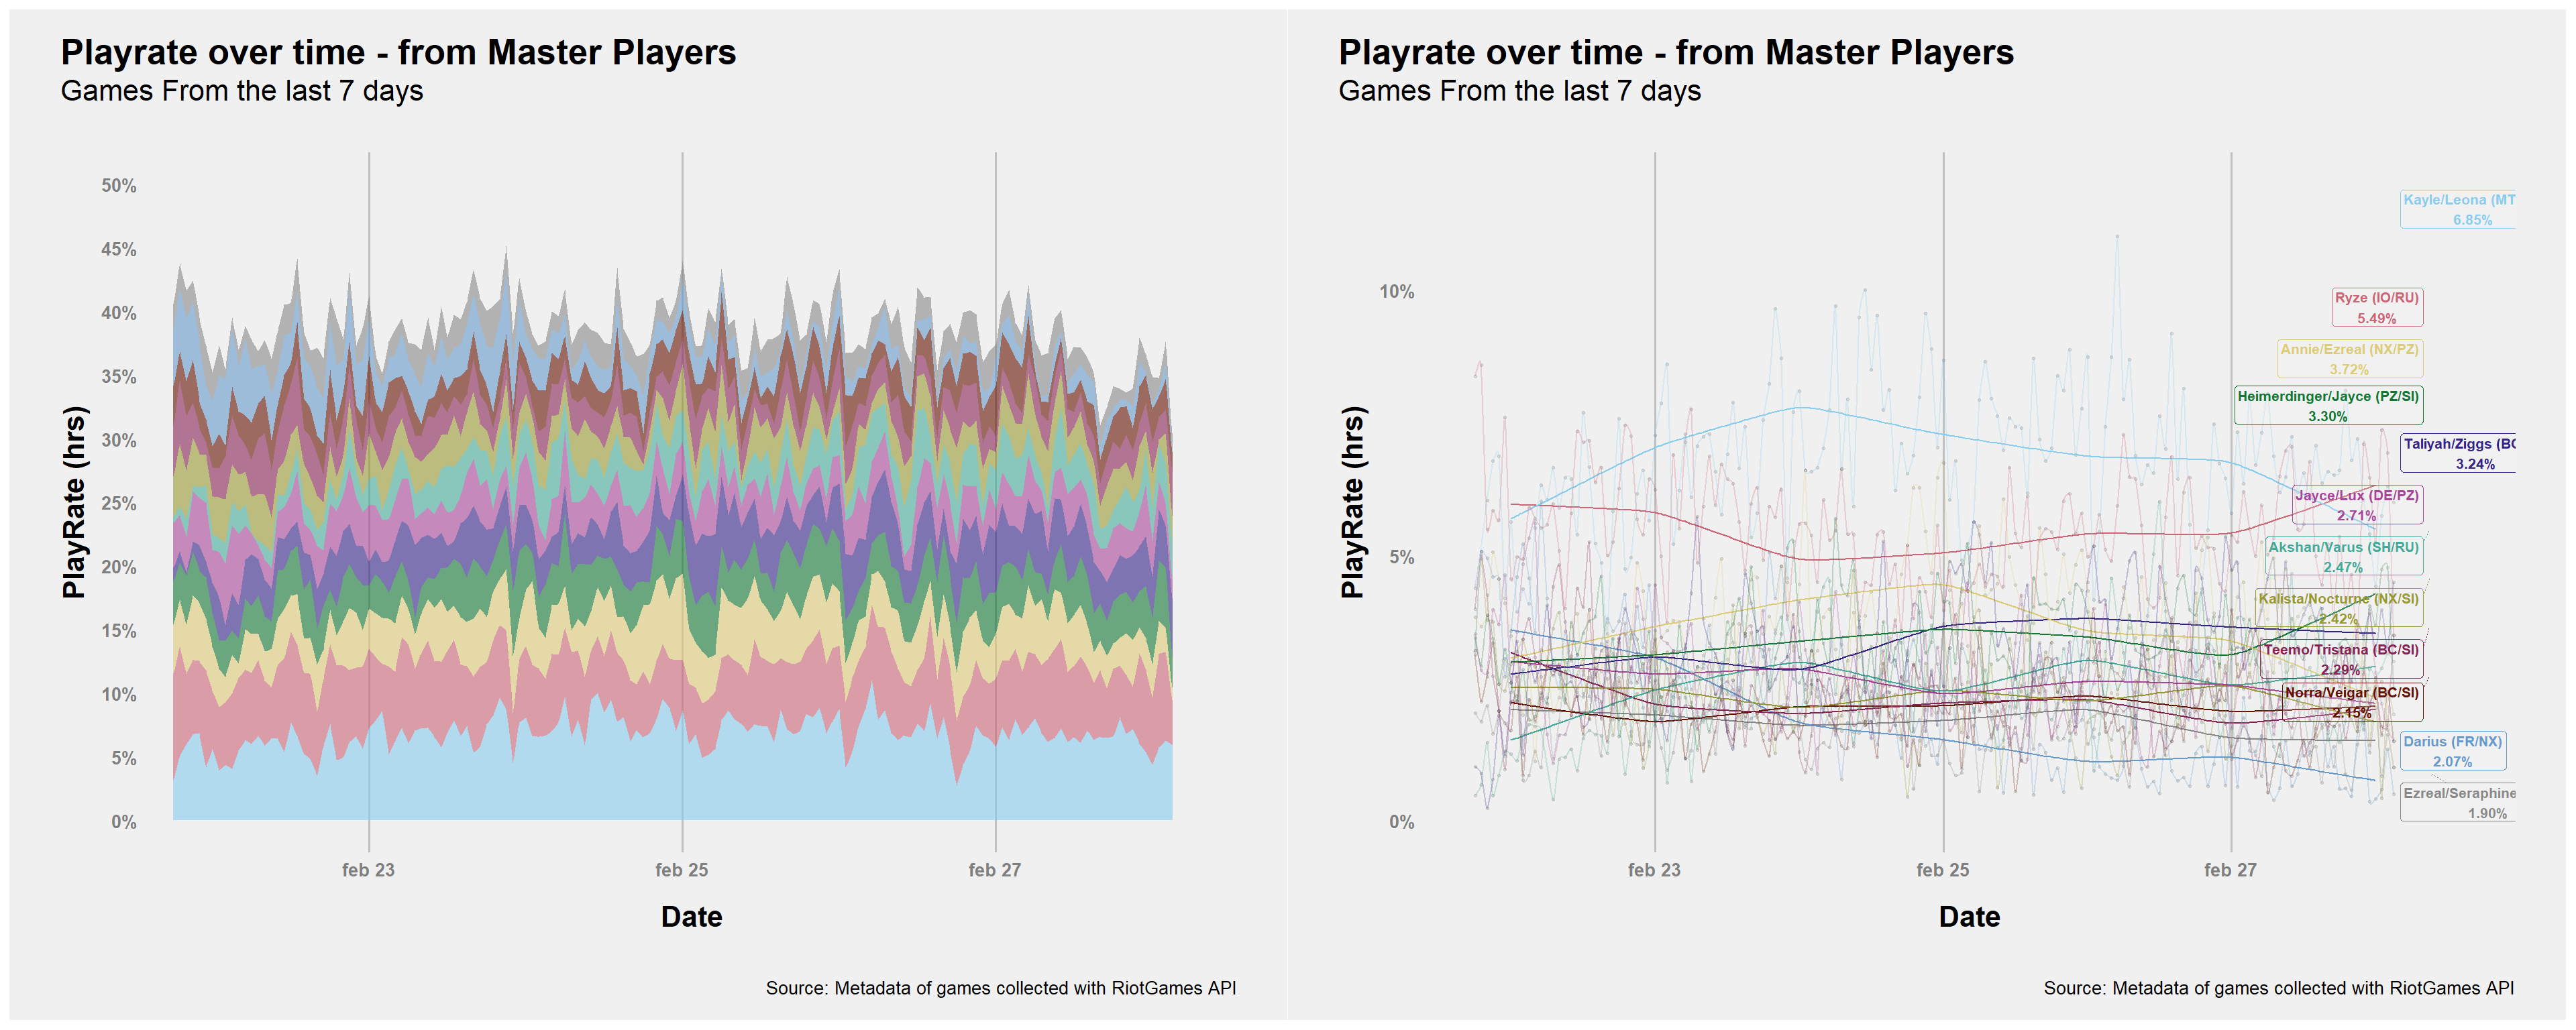 Playrate over time - from Master Players
Games From the last 7 days
PlayRate (hrs)
50%
45%
40%
35%
30%
25%
20%
15%
10%
5%
0%
feb 23
feb 25
feb 27
Date
Source: Metadata of games collected with RiotGames API
Playrate over time - from Master Players
Games From the last 7 days
PlayRate (hrs)
10%
5%
0%
Kayle/Leona (MT
6.85%
Ryze (IO/RU)
5.49%
Annie/Ezreal (NX/PZ)
3.72%
Heimerdinger/Jayce (PZ/SI)
3.30%
Taliyah/Ziggs (BC
3.24%
Jayce/Lux (DE/PZ)
2.71%
Akshan/Varus (SH/RU)
2.47%
Kalista/Nocturne (NX/SI)
2.42%
Teemo/Tristana (BC/SI)
2.29%
Norra/Veigar (BC/SI)
2.15%
Darius (FR/NX)
2.07%
Ezreal/Seraphine
1.90%
feb 23
feb 25
feb 27
Date
Source: Metadata of games collected with RiotGames API